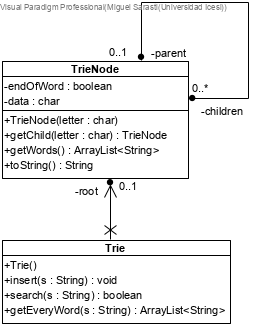 Visual Paradigm Professional(Miguel Sarasti(Universidad Icesi))
0..1
-parent
TrieNode
-endOfWord : boolean
-data : char
0..*
-children
+TrieNode(letter : char)
+getChild(letter : char) : TrieNode
+getWords() : ArrayList<String>
+toString() : String
-root
0..1
Trie
+Trie()
+insert(s : String) : void
+search(s : String) : boolean
+getEveryWord(s : String) : ArrayList<String>